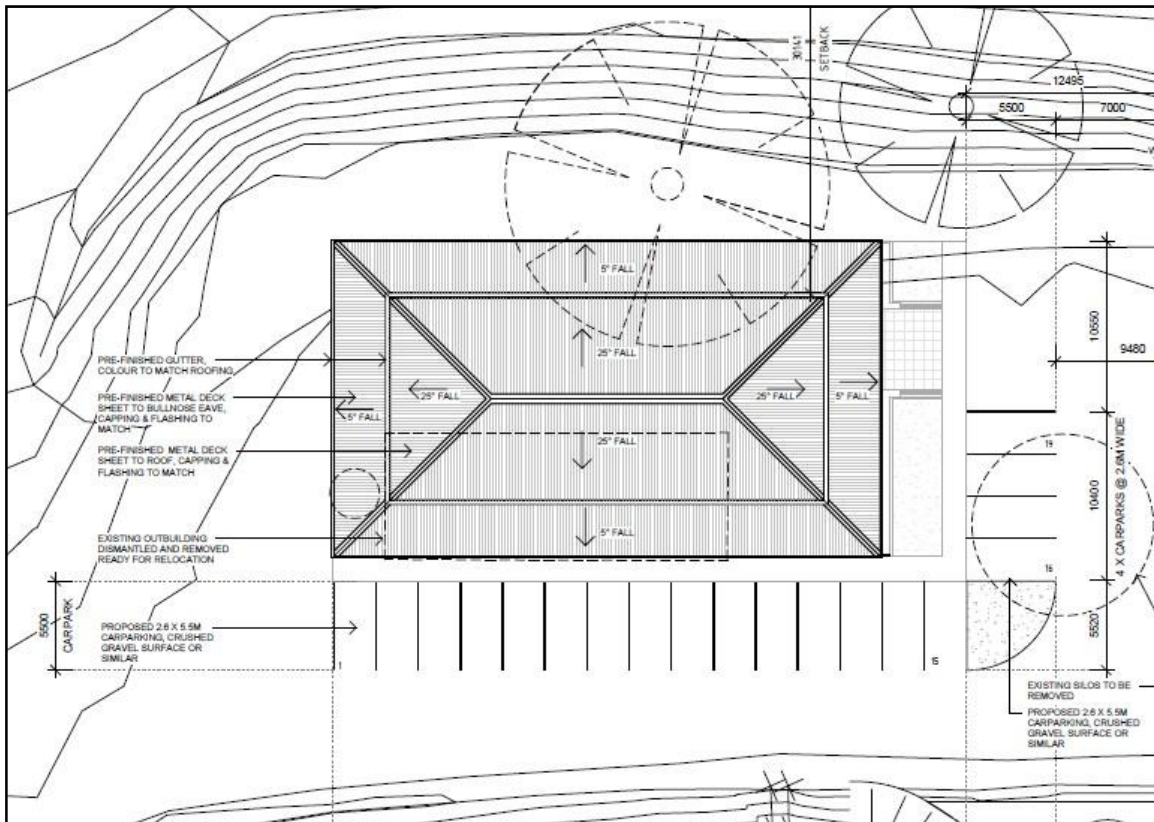 30141
SETBACK
12495
5500
7000
5° FALL
25° FALL
10550
9480
PRE-FINISHED GUTTER,
COLOUR TO MATCH ROOFING
PRE-FINISHED METAL DECK
SHEET TO BULLNOSE EAVE,
CAPPING & FLASHING TO
MATCH
25° FALL
25° FALL
5° FALL
5° FALL
PRE-FINISHED METAL DECK
SHEET TO ROOF, CAPPING &
FLASHING TO MATCH
25° FALL
19
10400
4 X CARPARKS @ 2.6M WIDE
EXISTING OUTBUILDING
DISMANTLED AND REMOVED
READY FOR RELOCATION
5° FALL
16
5500
CARPARK
PROPOSED 2.6 X 5.5M
CARPARKING, CRUSHED
GRAVEL SURFACE OR
SIMILAR
1
15
5520
EXISTING SILOS TO BE
REMOVED
PROPOSED 2.6 X 5.5M
CARPARKING, CRUSHED
GRAVEL SURFACE OR
SIMILAR